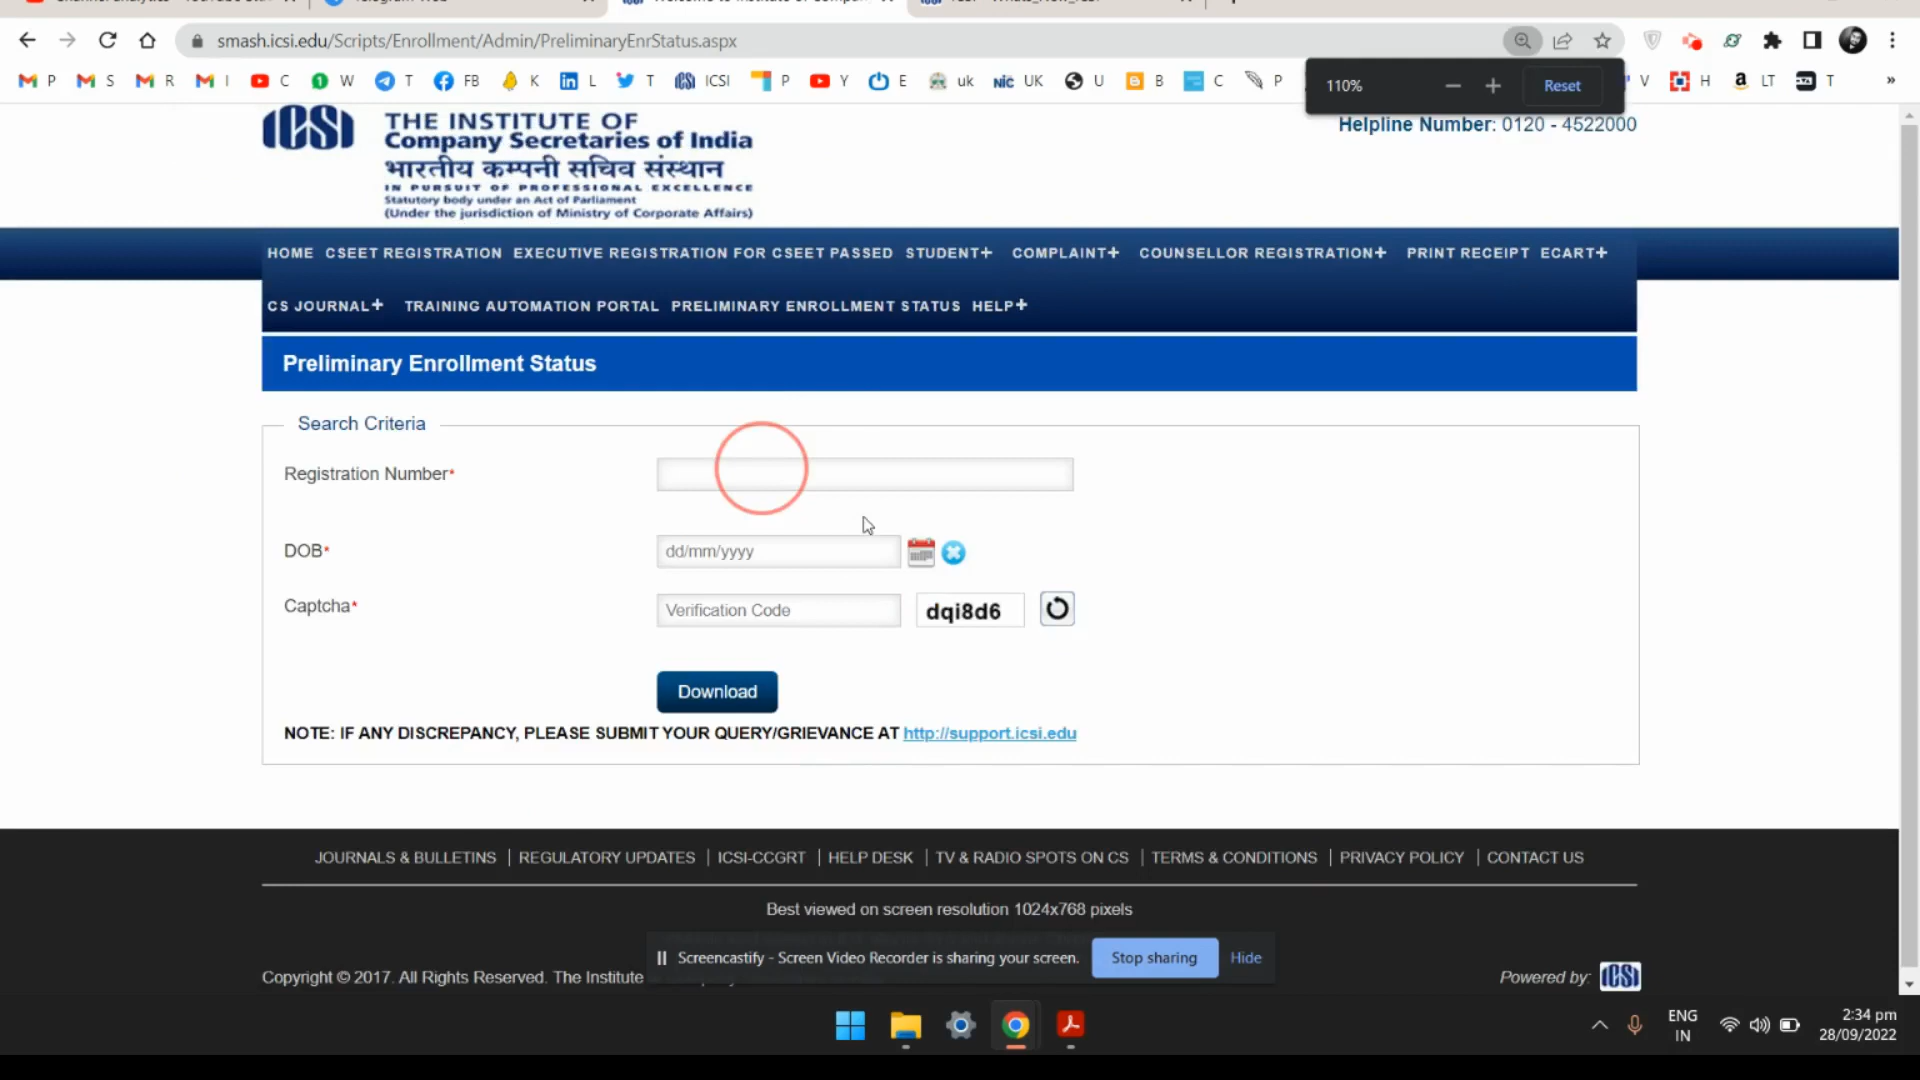 smash.icsi.edu/Scripts/Enrollment/Admin/PreliminaryEnrStatus.aspx
P S R I C W T FB K L T ICSI P Y E uk NIC UK U B C P V H LT T »
110% Reset
ICSI
THE INSTITUTE OF
Company Secretaries of India
भारतीय कम्पनी सचिव संस्थान
IN PURSUIT OF PROFESSIONAL EXCELLENCE
Statutory body under an Act of Parliament
(Under the jurisdiction of Ministry of Corporate Affairs)
Helpline Number: 0120 - 4522000
HOME CSEET REGISTRATION EXECUTIVE REGISTRATION FOR CSEET PASSED STUDENT+ COMPLAINT+ COUNSELLOR REGISTRATION+ PRINT RECEIPT ECART+
CS JOURNAL+ TRAINING AUTOMATION PORTAL PRELIMINARY ENROLLMENT STATUS HELP+
Preliminary Enrollment Status
Search Criteria
Registration Number*
DOB* dd/mm/yyyy
Captcha* Verification Code dqi8d6
Download
NOTE: IF ANY DISCREPANCY, PLEASE SUBMIT YOUR QUERY/GRIEVANCE AT http://support.icsi.edu
JOURNALS & BULLETINS | REGULATORY UPDATES | ICSI-CCGRT | HELP DESK | TV & RADIO SPOTS ON CS | TERMS & CONDITIONS | PRIVACY POLICY | CONTACT US
Best viewed on screen resolution 1024x768 pixels
Screencastify - Screen Video Recorder is sharing your screen. Stop sharing Hide
Copyright © 2017. All Rights Reserved. The Institute
Powered by: ICSI
ENG
IN
2:34 pm
28/09/2022